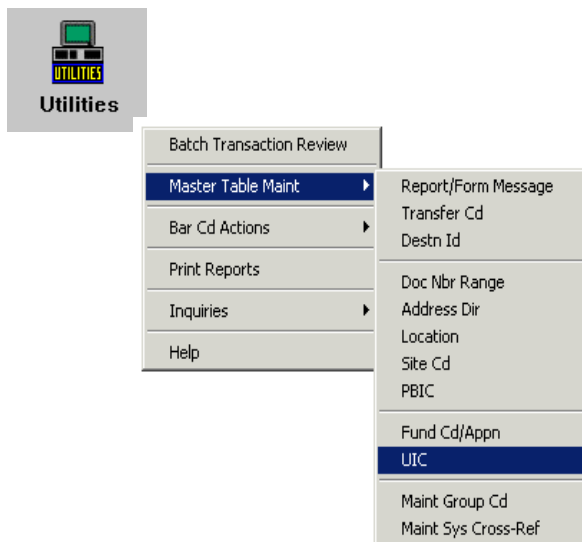 UTILITIES
Utilities
Batch Transaction Review
Master Table Maint
Bar Cd Actions
Print Reports
Inquiries
Help
Report/Form Message
Transfer Cd
Destn Id
Doc Nbr Range
Address Dir
Location
Site Cd
PBIC
Fund Cd/Appn
UIC
Maint Group Cd
Maint Sys Cross-Ref